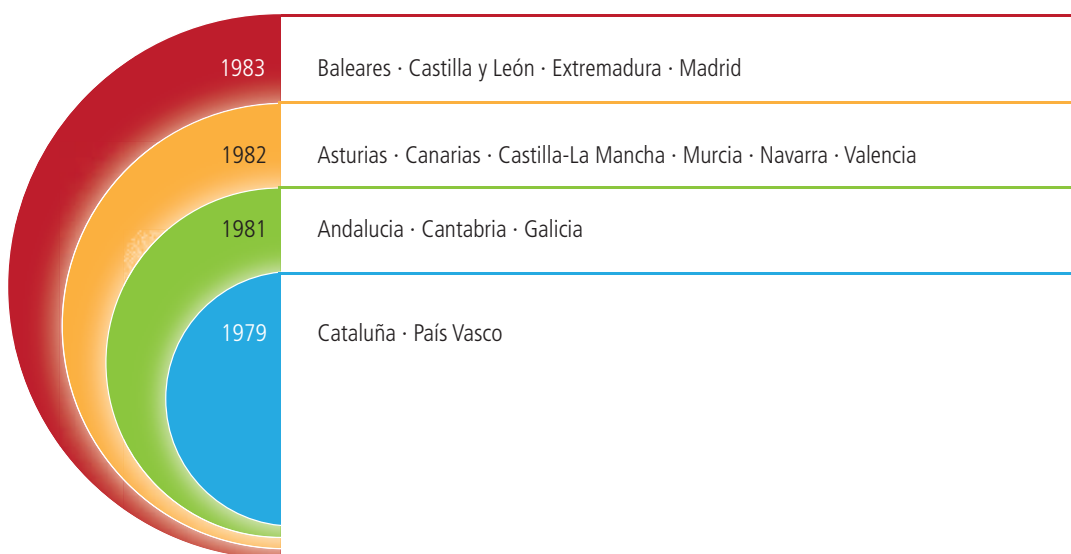 1983 Baleares · Castilla y León · Extremadura · Madrid
1982 Asturias · Canarias · Castilla-La Mancha · Murcia · Navarra · Valencia
1981 Andalucia · Cantabria · Galicia
1979 Cataluña · País Vasco